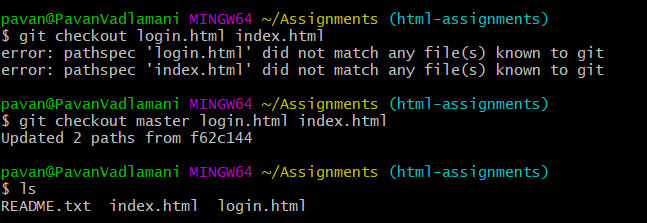 pavan@PavanVadlamani MINGW64 ~/Assignments (html-assignments)
$ git checkout login.html index.html
error: pathspec 'login.html' did not match any file(s) known to git
error: pathspec 'index.html' did not match any file(s) known to git
pavan@PavanVadlamani MINGW64 ~/Assignments (html-assignments)
$ git checkout master login.html index.html
Updated 2 paths from f62c144
pavan@PavanVadlamani MINGW64 ~/Assignments (html-assignments)
$ ls
README.txt  index.html  login.html